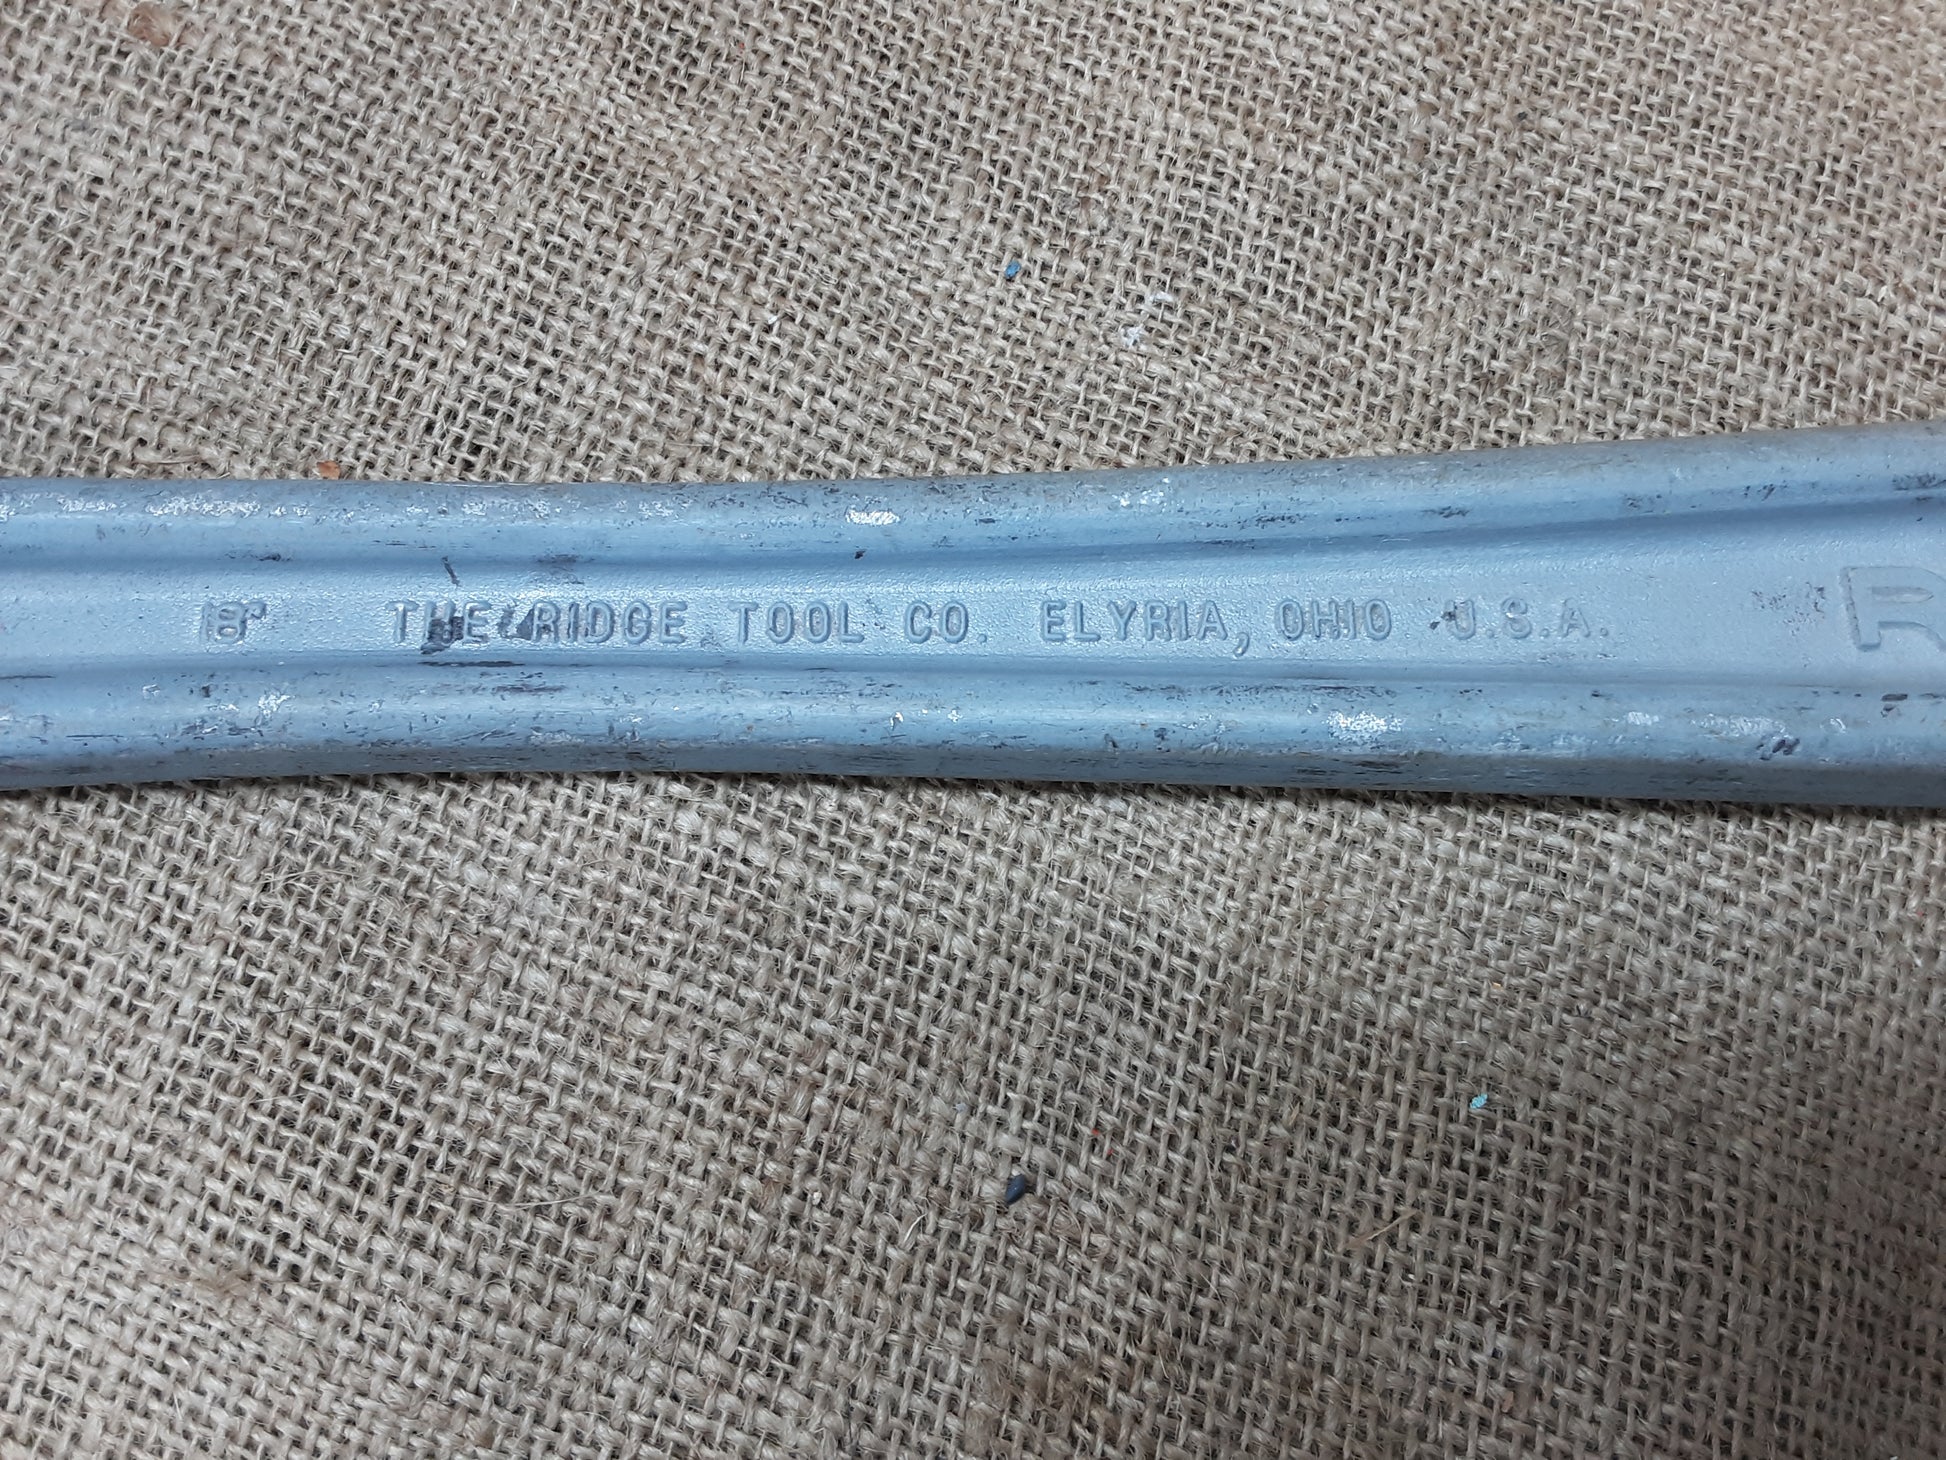 18" THE RIDGE TOOL CO. ELYRIA, OHIO U.S.A. R